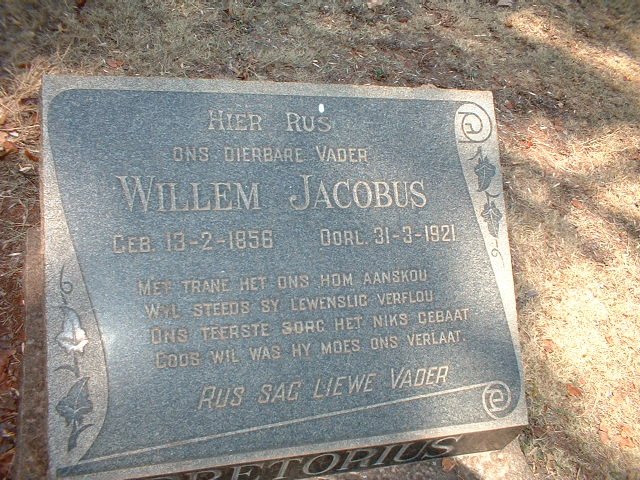 HIER RUS
ONS DIERBARE VADER
WILLEM JACOBUS
GEB. 13-2-1856 OORL. 31-3-1921
MET TRANE HET ONS HOM AANSKOU
WYL STEEDS SY LEWENSLIG VERFLOU
ONS TEERSTE SORG HET NIKS GEBAAT
GODS WIL WAS HY MOES ONS VERLAAT.
RUS SAG LIEWE VADER
PRETORIUS